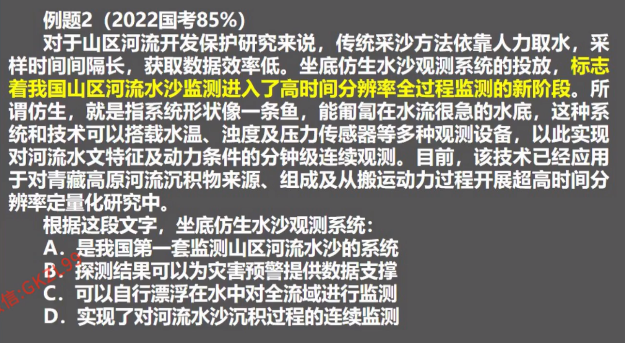 例题2（2022国考85%）
对于山区河流开发保护研究来说，传统采沙方法依靠人力取水，采
样时间间隔长，获取数据效率低。坐底仿生水沙观测系统的投放，标志
着我国山区河流水沙监测进入了高时间分辨率全过程监测的新阶段。所
谓仿生，就是指系统形状像一条鱼，能匍匐在水流很急的水底，这种系
统和技术可以搭载水温、浊度及压力传感器等多种观测设备，以此实现
对河流水文特征及动力条件的分钟级连续观测。目前，该技术已经应用
于对青藏高原河流沉积物来源、组成及从搬运动力过程开展超高时间分
辨率定量化研究中。
根据这段文字，坐底仿生水沙观测系统：
A．是我国第一套监测山区河流水沙的系统
B．探测结果可以为灾害预警提供数据支撑
C．可以自行漂浮在水中对全流域进行监测
D．实现了对河流水沙沉积过程的连续监测